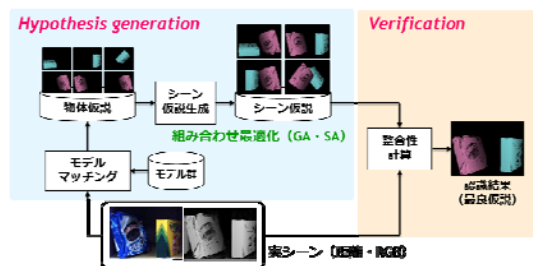 Hypothesis generation
Verification
物体仮説
シーン
仮説生成
シーン仮説
組み合わせ最適化（GA・SA）
整合性
計算
認識結果
(最良仮説)
モデル
マッチング
モデル群
実シーン（距離・RGB）